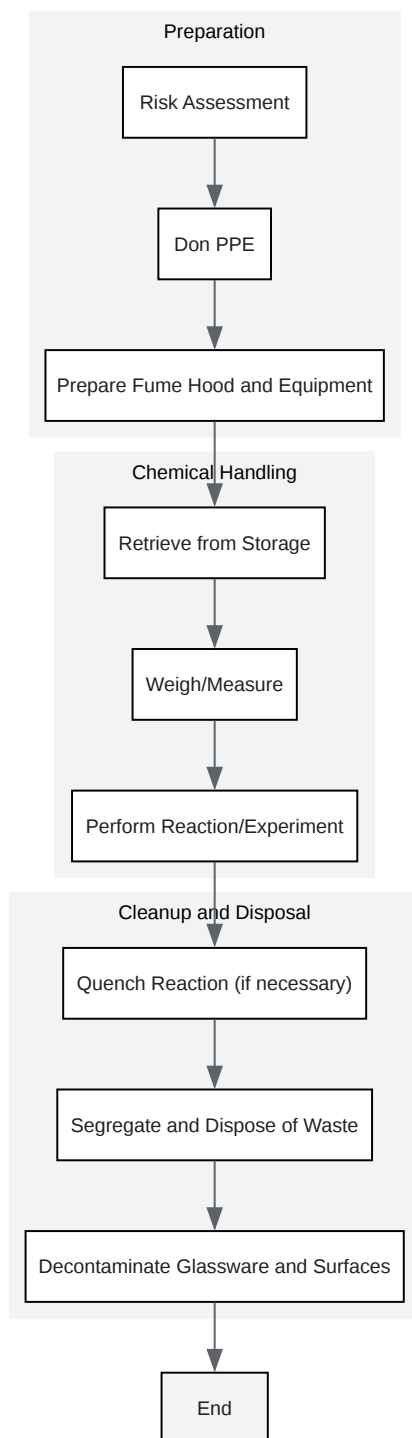 Preparation
Risk Assessment
Don PPE
Prepare Fume Hood and Equipment
Chemical Handling
Retrieve from Storage
Weigh/Measure
Perform Reaction/Experiment
Cleanup and Disposal
Quench Reaction (if necessary)
Segregate and Dispose of Waste
Decontaminate Glassware and Surfaces
End